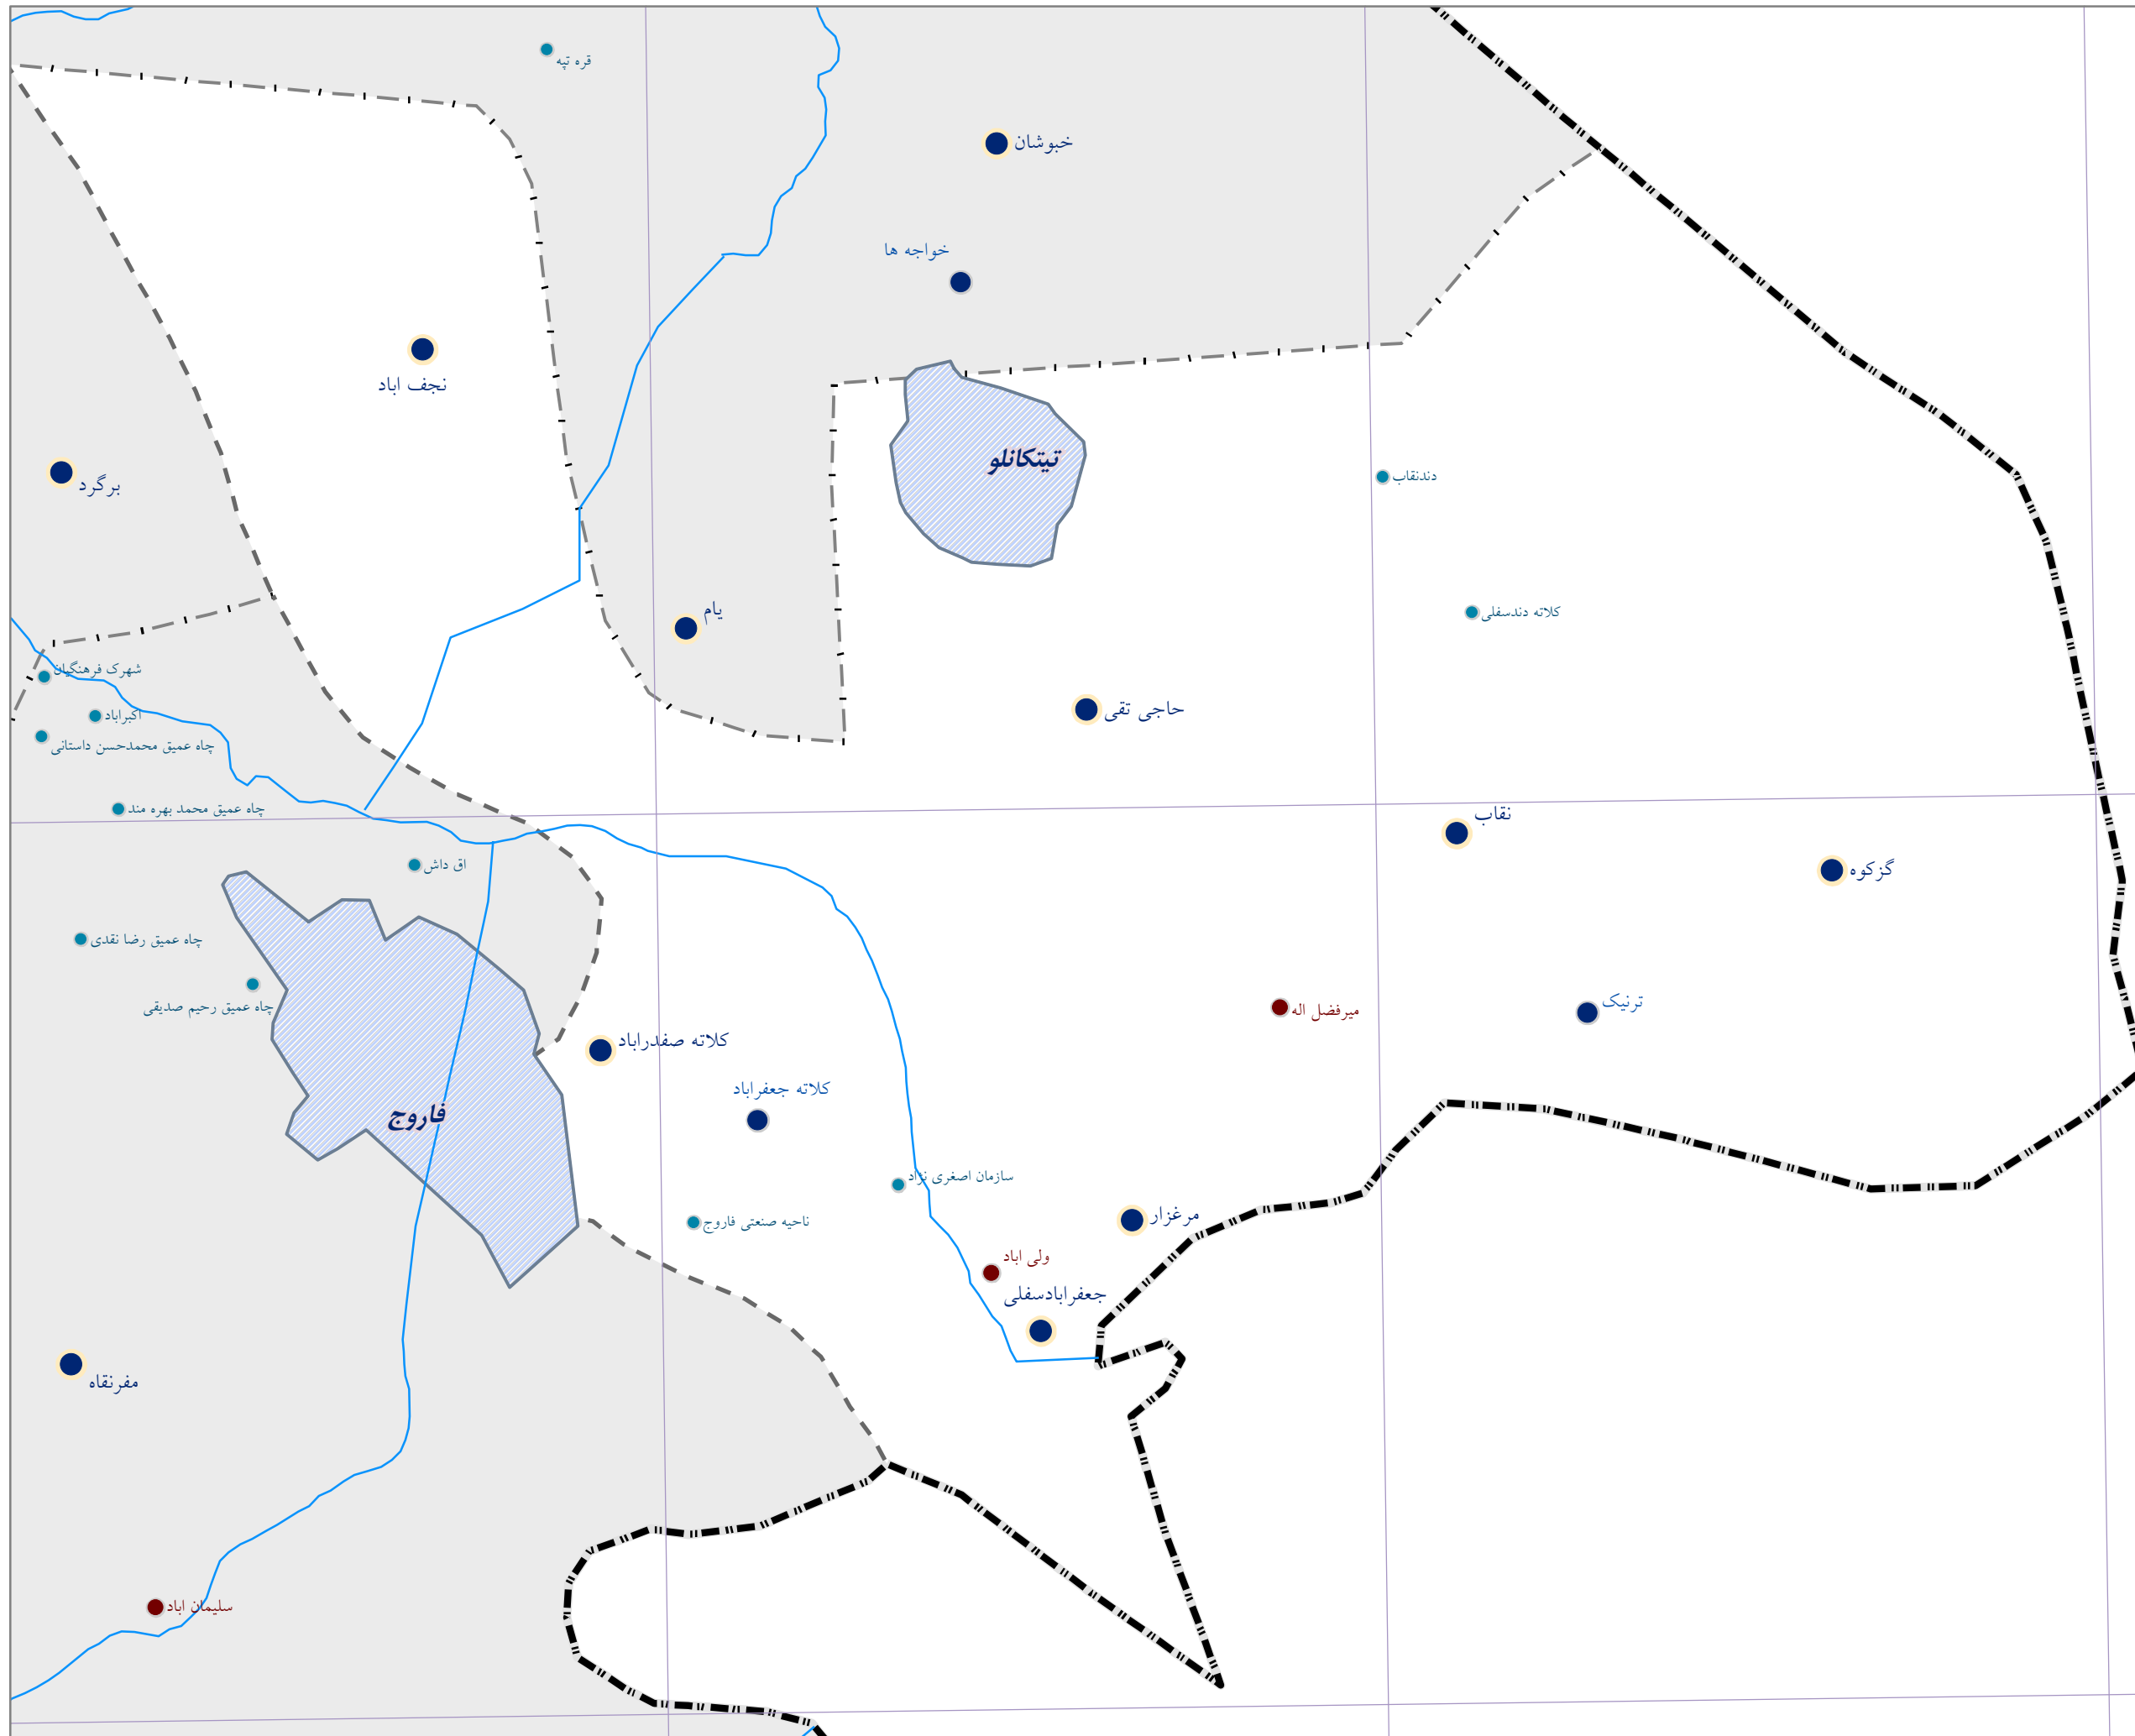 قره تپه
خبوشان
خواجه ها
نجف اباد
تیتکانلو
برگرد
دندنقاب
یام
کلاته دندسفلی
شهرک فرهنگیان
حاجی تقی
اکبراباد
چاه عمیق محمدحسن داستانی
چاه عمیق محمد بهره مند
نقاب
اق داش
گزکوه
چاه عمیق رضا نقدی
چاه عمیق رحیم صدیقی
میرفضل اله
ترنیک
کلاته صفدراباد
کلاته جعفراباد
فاروج
سازمان اصغری نژاد
ناحیه صنعتی فاروج
مرغزار
ولی اباد
جعفرابادسفلی
مفرنقاه
سلیمان اباد